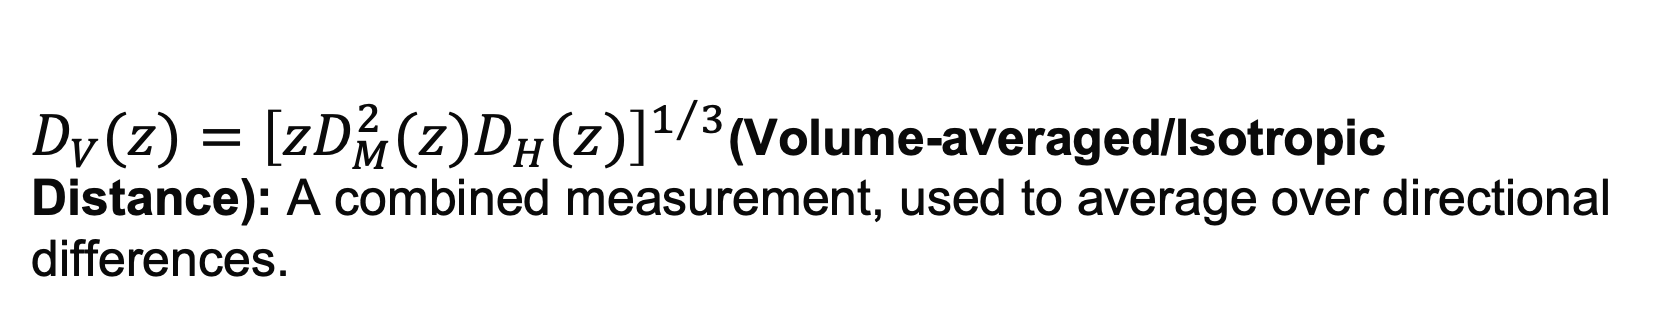 𝐷_𝑉(𝑧) = [𝑧𝐷_𝑀^2(𝑧)𝐷_𝐻(𝑧)]^{1/3}(Volume-averaged/Isotropic
Distance): A combined measurement, used to average over directional
differences.